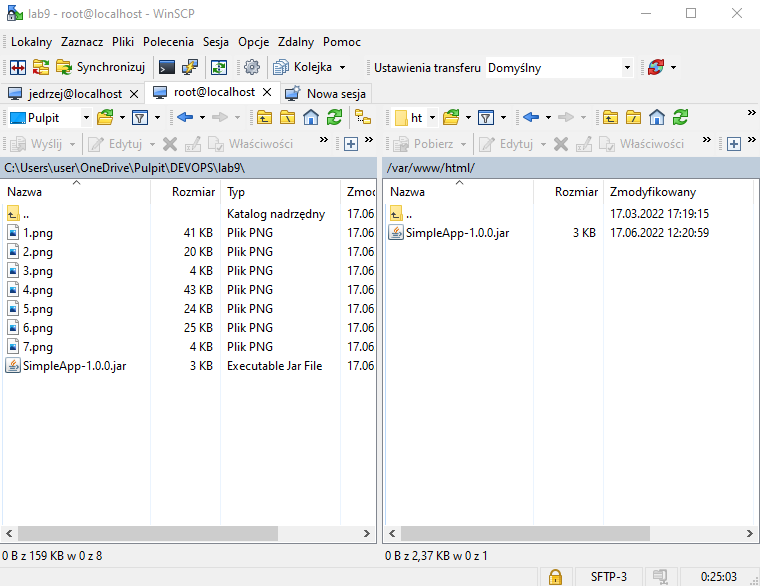 lab9 - root@localhost - WinSCP
Lokalny Zaznacz Pliki Polecenia Sesja Opcje Zdalny Pomoc
Synchronizuj Kolejka Ustawienia transferu Domyślny
jedrzej@localhost root@localhost Nowa sesja
Pulpit ht
Wyślij Edytuj Właściwości Pobierz Edytuj Właściwości
C:\Users\user\OneDrive\Pulpit\DEVOPS\lab9\ /var/www/html/
Nazwa Rozmiar Typ Zmoc Nazwa Rozmiar Zmodyfikowany
.. Katalog nadrzędny 17.06 .. 17.03.2022 17:19:15
1.png 41 KB Plik PNG 17.06 SimpleApp-1.0.0.jar 3 KB 17.06.2022 12:20:59
2.png 20 KB Plik PNG 17.06
3.png 4 KB Plik PNG 17.06
4.png 43 KB Plik PNG 17.06
5.png 24 KB Plik PNG 17.06
6.png 25 KB Plik PNG 17.06
7.png 4 KB Plik PNG 17.06
SimpleApp-1.0.0.jar 3 KB Executable Jar File 17.06
0 B z 159 KB w 0 z 8 0 B z 2,37 KB w 0 z 1
SFTP-3 0:25:03